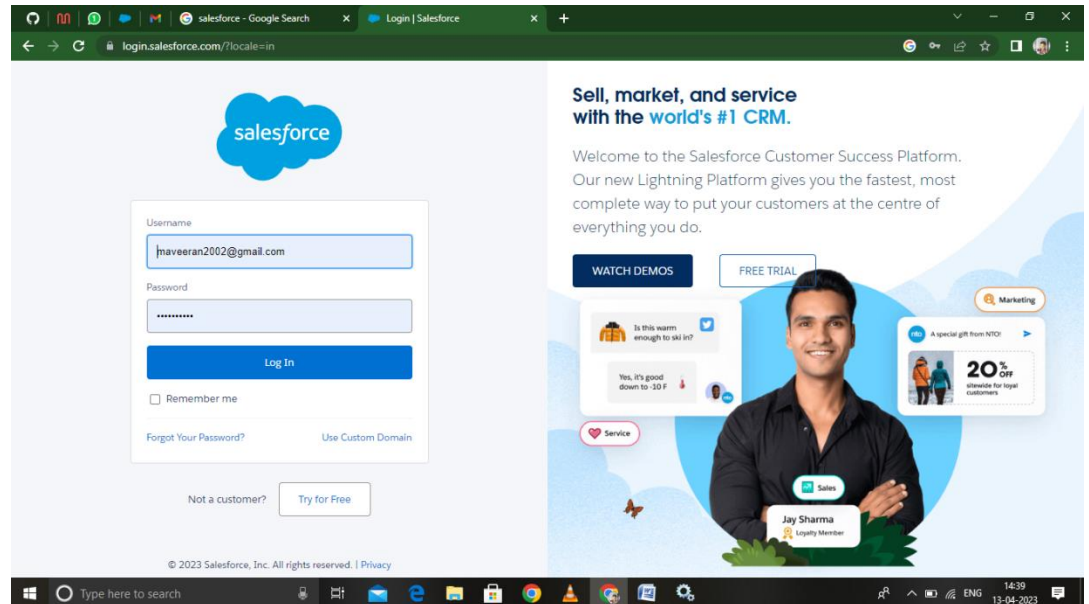 salesforce - Google Search
Login | Salesforce
login.salesforce.com/?locale=in
salesforce
Username
maveeran2002@gmail.com
Password
••••••••••
Log In
Remember me
Forgot Your Password?
Use Custom Domain
Not a customer?
Try for Free
© 2023 Salesforce, Inc. All rights reserved. | Privacy
Sell, market, and service
with the world's #1 CRM.
Welcome to the Salesforce Customer Success Platform.
Our new Lightning Platform gives you the fastest, most
complete way to put your customers at the centre of
everything you do.
WATCH DEMOS
FREE TRIAL
Marketing
Is this warm
enough to ski in?
Yes, it's good
down to -10 F
nto
Service
nto
A special gift from NTO!
20% OFF
sitewide for loyal
customers
Sales
Jay Sharma
Loyalty Member
Type here to search
ENG
14:39
13-04-2023